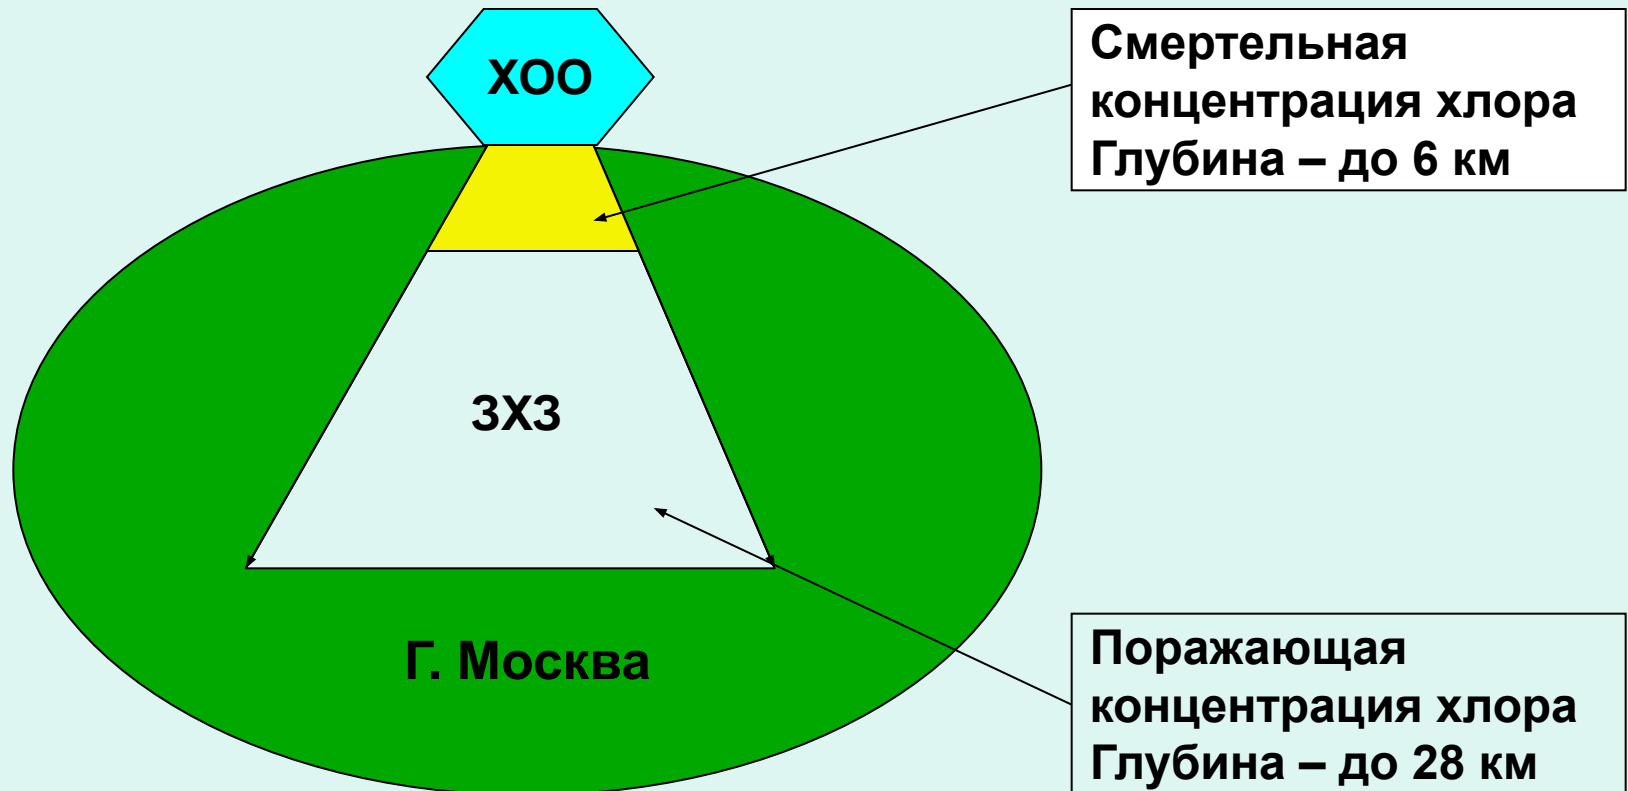 ХОО
Смертельная
концентрация хлора
Глубина – до 6 км
ЗХЗ
Г. Москва
Поражающая
концентрация хлора
Глубина – до 28 км